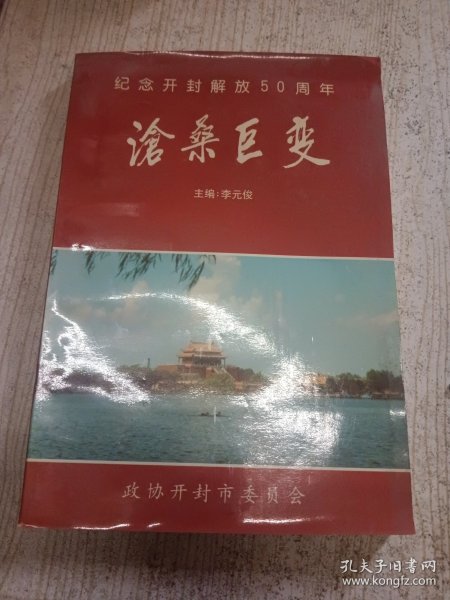 纪念开封解放50周年
滄桑巨变
主编:李元俊
政协开封市委员会
孔夫子旧书网
www.kongfz.com